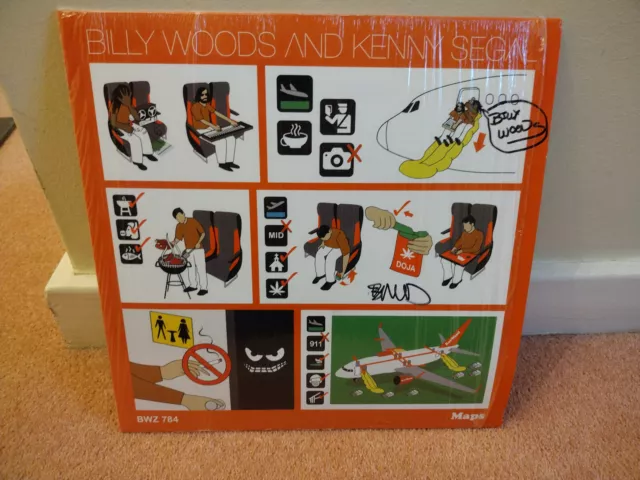 BILLY WOODS AND KENNY SEGAL
BILLY
WOODS
MID
DOJA
911
BWZ 784
Maps